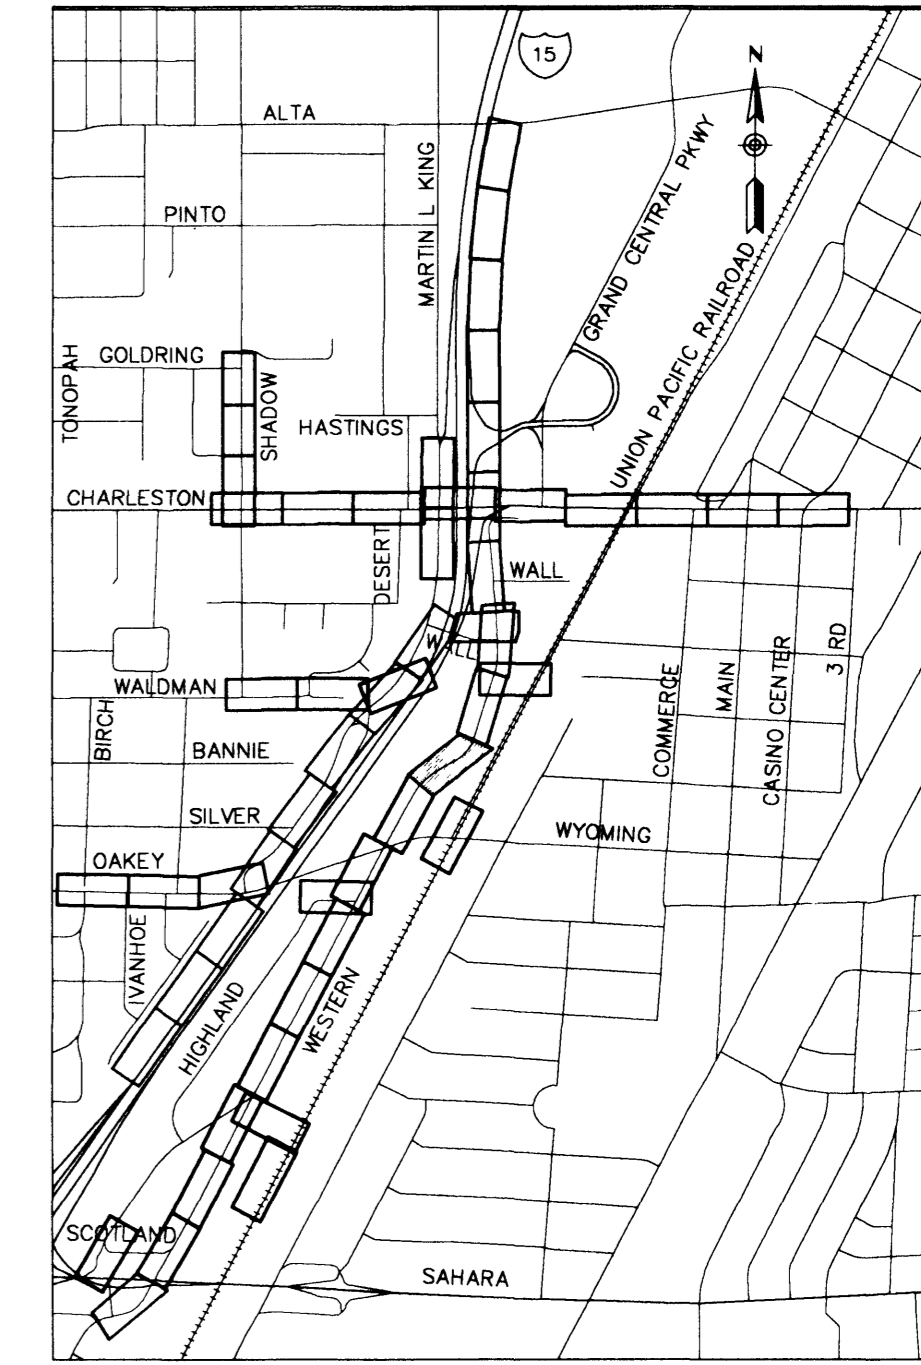 15
N
ALTA
MARTIN L KING
GRAND CENTRAL PKWY
PINTO
UNION PACIFIC RAILROAD
GOLDRING
TONOPAH
SHADOW
HASTINGS
CHARLESTON
DESERT
WALL
W
WALDMAN
BIRCH
COMMERCE
MAIN
CASINO CENTER
3 RD
BANNIE
SILVER
WYOMING
OAKEY
IVANHOE
HIGHLAND
WESTERN
SCOTLAND
SAHARA